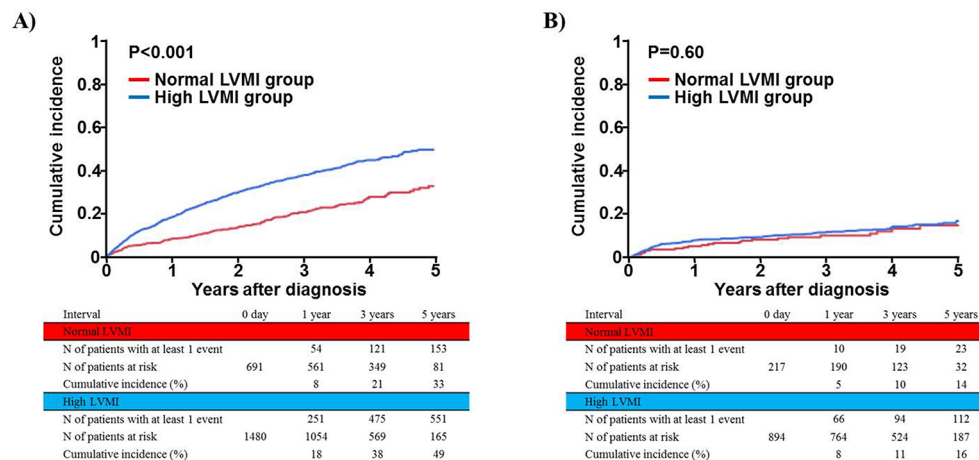 A)
P<0.001
Normal LVMI group
High LVMI group
Cumulative incidence
1
0.8
0.6
0.4
0.2
0
0 1 2 3 4 5
Years after diagnosis
Interval 0 day 1 year 3 years 5 years
Normal LVMI
N of patients with at least 1 event 54 121 153
N of patients at risk 691 561 349 81
Cumulative incidence (%) 8 21 33
High LVMI
N of patients with at least 1 event 251 475 551
N of patients at risk 1480 1054 569 165
Cumulative incidence (%) 18 38 49
B)
P=0.60
Normal LVMI group
High LVMI group
Cumulative incidence
1
0.8
0.6
0.4
0.2
0
0 1 2 3 4 5
Years after diagnosis
Interval 0 day 1 year 3 years 5 years
Normal LVMI
N of patients with at least 1 event 10 19 23
N of patients at risk 217 190 123 32
Cumulative incidence (%) 5 10 14
High LVMI
N of patients with at least 1 event 66 94 112
N of patients at risk 894 764 524 187
Cumulative incidence (%) 8 11 16